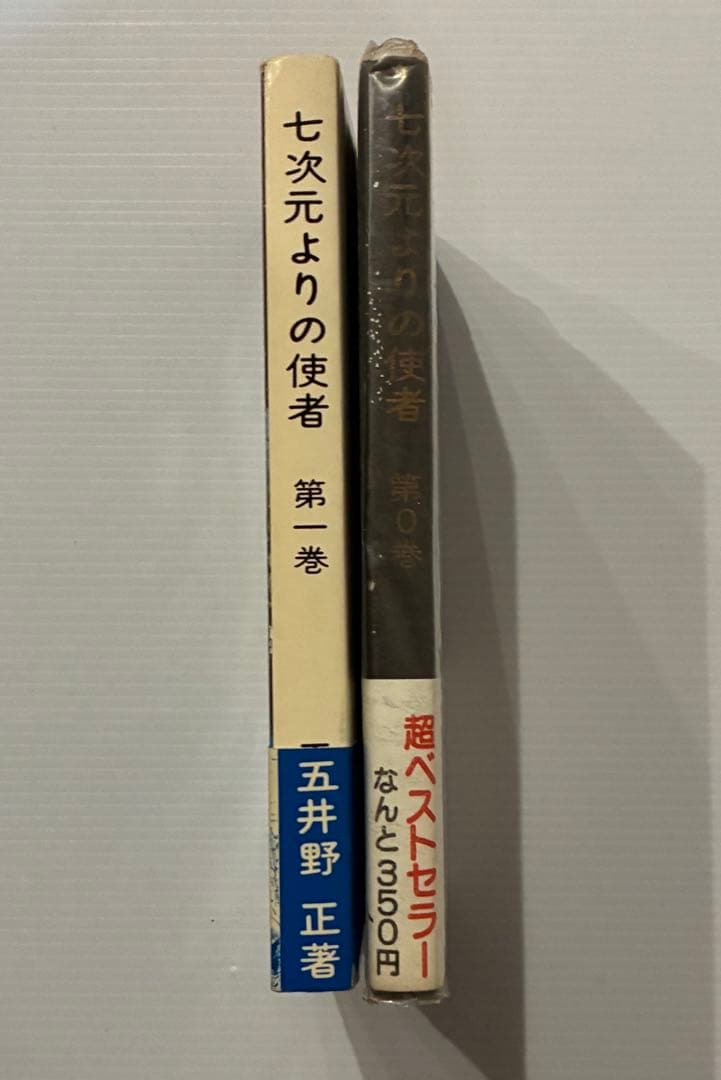 七次元よりの使者 第一巻
五井野 正著
七次元よりの使者 第0巻
超ベストセラー
なんと350円